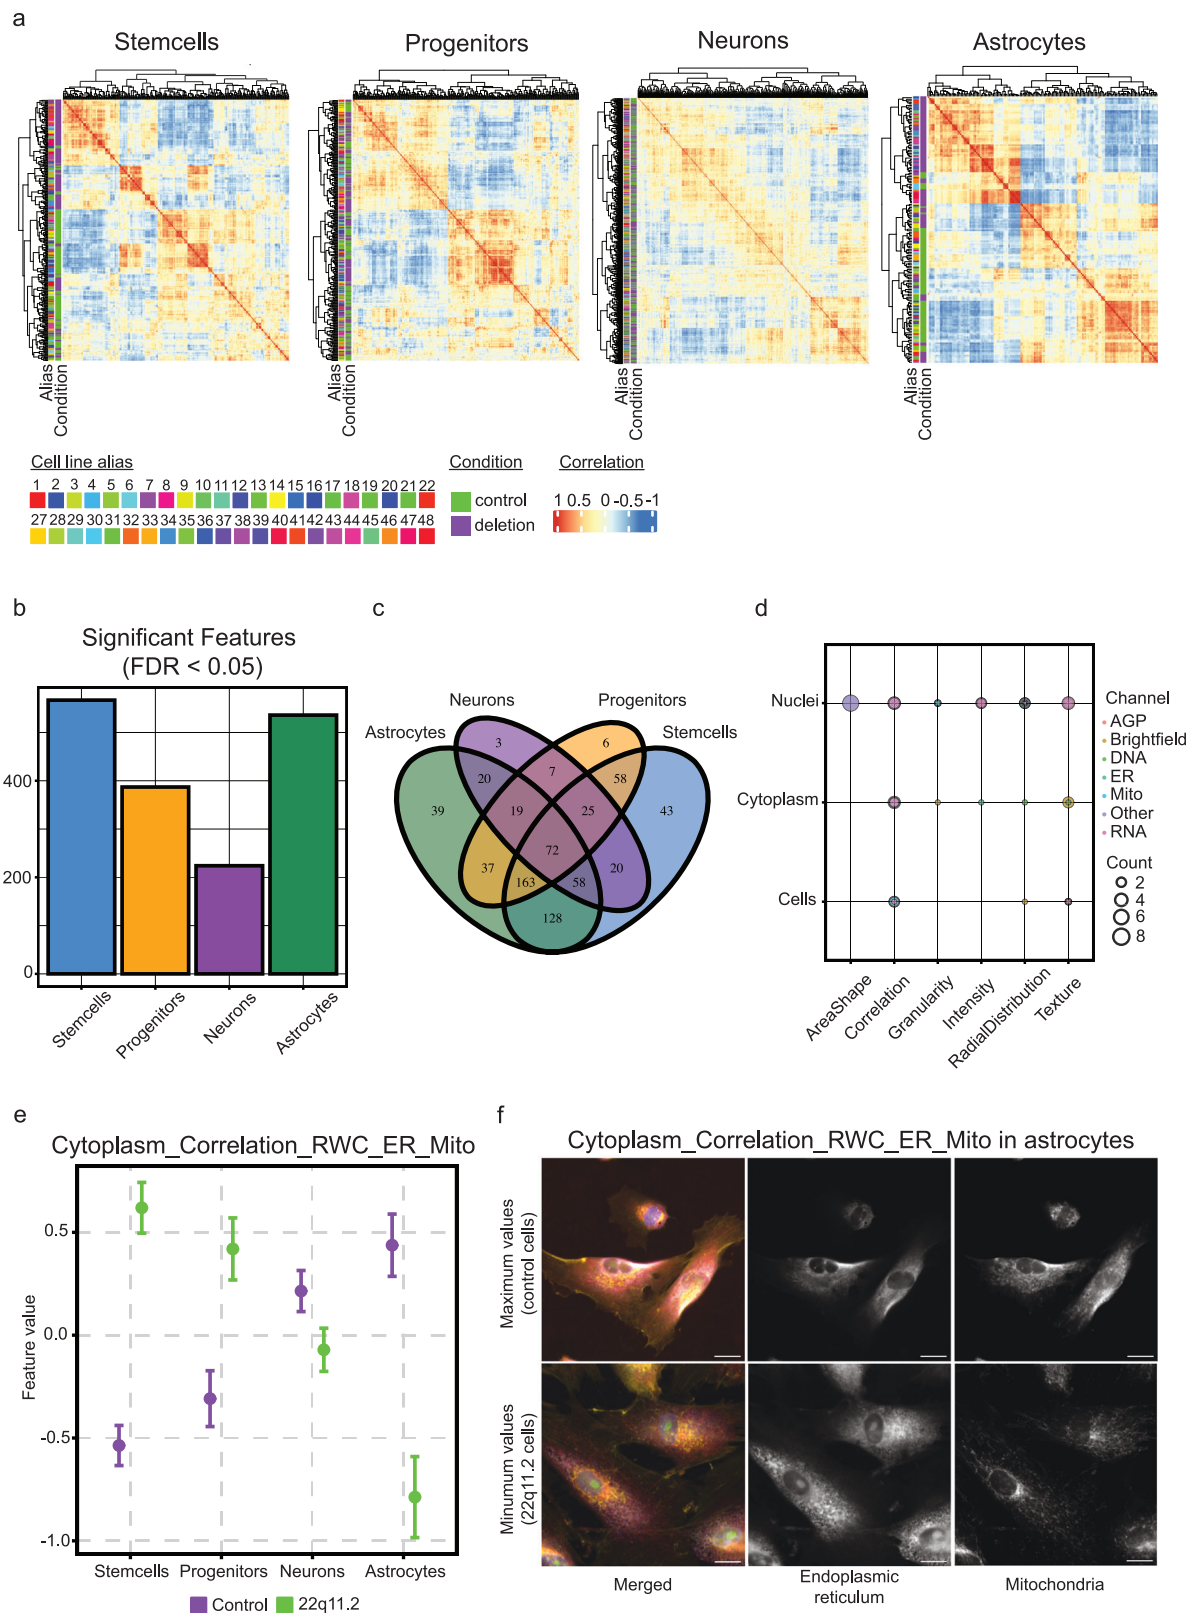 a
Stemcells
Progenitors
Neurons
Astrocytes
Alias
Condition
Alias
Condition
Alias
Condition
Alias
Condition
Cell line alias
1 2 3 4 5 6 7 8 9 10 11 12 13 14 15 16 17 18 19 20 21 22
27 28 29 30 31 32 33 34 35 36 37 38 39 40 41 42 43 44 45 46 47 48
Condition
control
deletion
Correlation
1 0.5 0 -0.5 -1
b
Significant Features
(FDR < 0.05)
400
200
0
Stemcells
Progenitors
Neurons
Astrocytes
c
Neurons
Progenitors
Astrocytes
Stemcells
3
6
20
7
58
39
19
25
43
72
37
20
163
58
128
d
Nuclei
Cytoplasm
Cells
AreaShape
Correlation
Granularity
Intensity
RadialDistribution
Texture
Channel
AGP
Brightfield
DNA
ER
Mito
Other
RNA
Count
2
4
6
8
e
Cytoplasm_Correlation_RWC_ER_Mito
Feature value
0.5
0.0
-0.5
-1.0
Stemcells
Progenitors
Neurons
Astrocytes
Control
22q11.2
f
Cytoplasm_Correlation_RWC_ER_Mito in astrocytes
Maximum values
(control cells)
Minumum values
(22q11.2 cells)
Merged
Endoplasmic
reticulum
Mitochondria